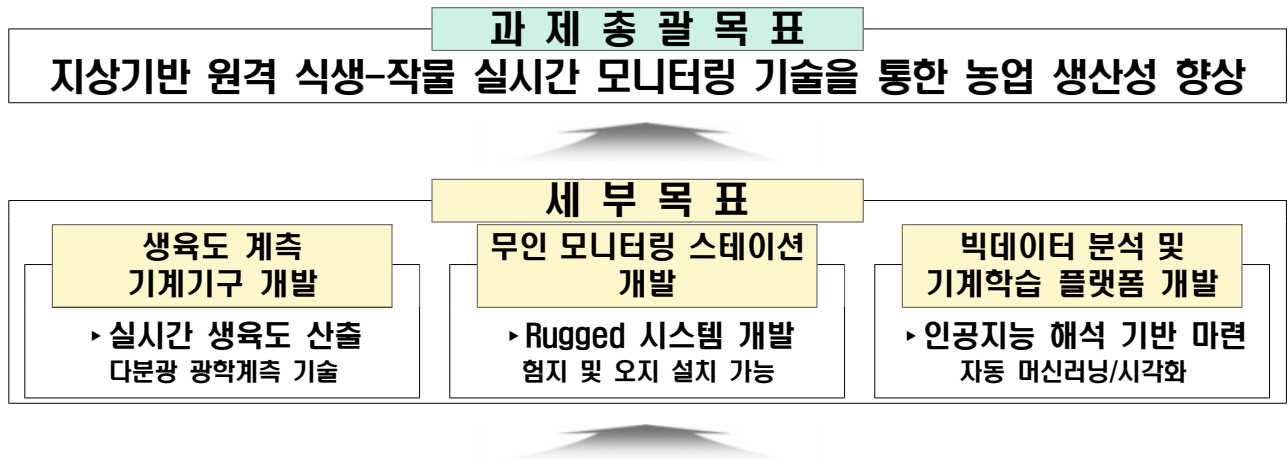 과 제 총 괄 목 표
지상기반 원격 식생-작물 실시간 모니터링 기술을 통한 농업 생산성 향상
세 부 목 표
생육도 계측
기계기구 개발
▸실시간 생육도 산출
다분광 광학계측 기술
무인 모니터링 스테이션
개발
▸Rugged 시스템 개발
험지 및 오지 설치 가능
빅데이터 분석 및
기계학습 플랫폼 개발
▸인공지능 해석 기반 마련
자동 머신러닝/시각화